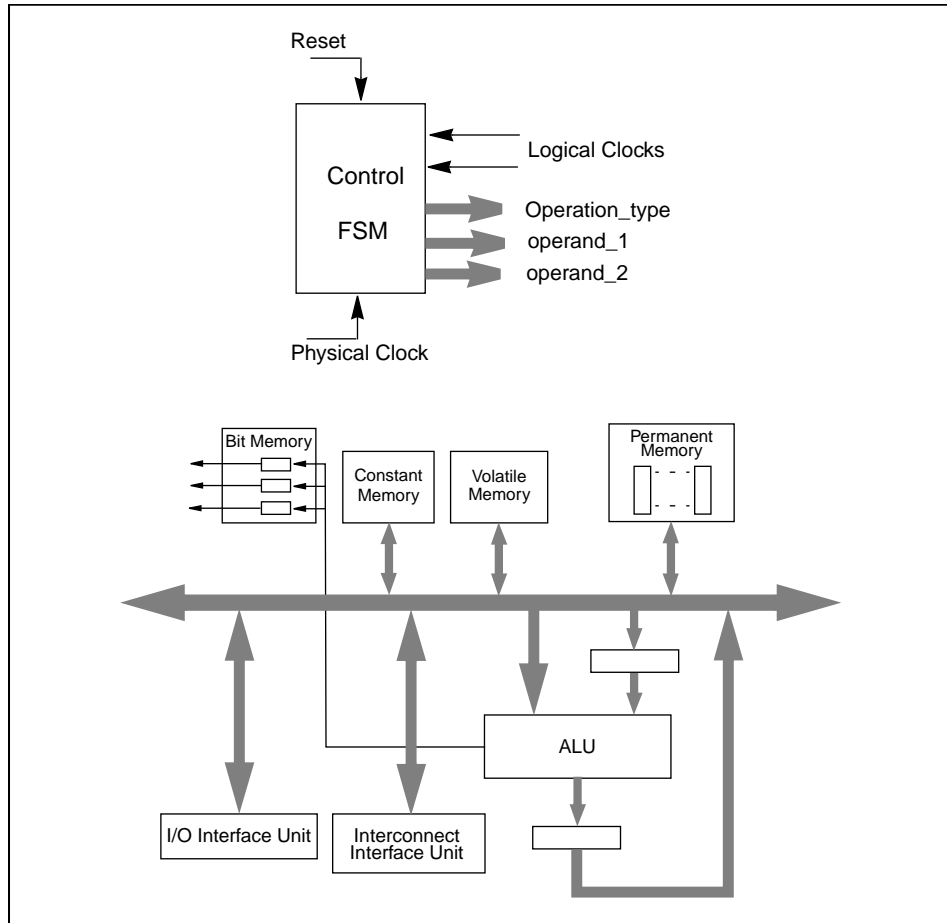 Reset
Logical Clocks
Control
FSM
Operation_type
operand_1
operand_2
Physical Clock
Bit Memory
Constant
Memory
Volatile
Memory
Permanent
Memory
ALU
I/O Interface Unit
Interconnect
Interface Unit